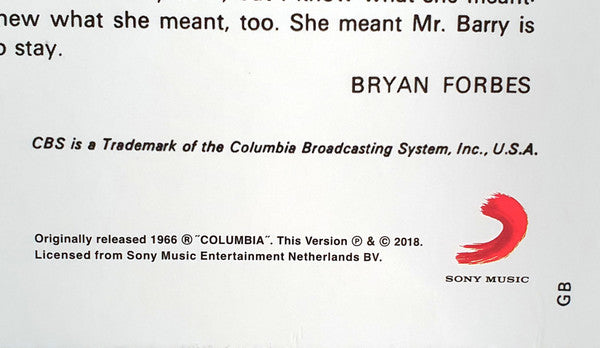 new what she meant, too. She meant Mr. Barry is
o stay.
BRYAN FORBES
CBS is a Trademark of the Columbia Broadcasting System, Inc., U.S.A.
Originally released 1966 ® ˝COLUMBIA˝. This Version ℗ & © 2018.
Licensed from Sony Music Entertainment Netherlands BV.
SONY MUSIC
GB